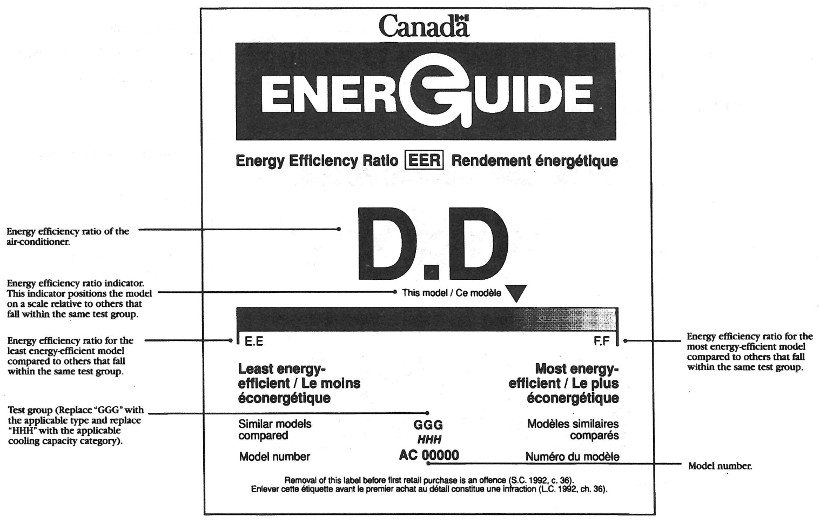 Canada
ENERGUIDE
Energy Efficiency Ratio EER Rendement énergétique
Energy efficiency ratio of the
air-conditioner.
D.D
Energy efficiency ratio indicator.
This indicator positions the model
on a scale relative to others that
fall within the same test group.
This model / Ce modèle
Energy efficiency ratio for the
least energy-efficient model
compared to others that fall
within the same test group.
E.E
F.F
Energy efficiency ratio for the
most energy-efficient model
compared to others that fall
within the same test group.
Least energy-
efficient / Le moins
éconergétique
Most energy-
efficient / Le plus
éconergétique
Test group (Replace "GGG" with
the applicable type and replace
"HHH" with the applicable
cooling capacity category).
Similar models
compared
GGG
HHH
Modèles similaires
comparés
Model number
AC 00000
Numéro du modèle
Model number.
Removal of this label before first retail purchase is an offence (S.C. 1992, c. 36).
Enlever cette étiquette avant le premier achat au détail constitue une infraction (L.C. 1992, ch. 36).